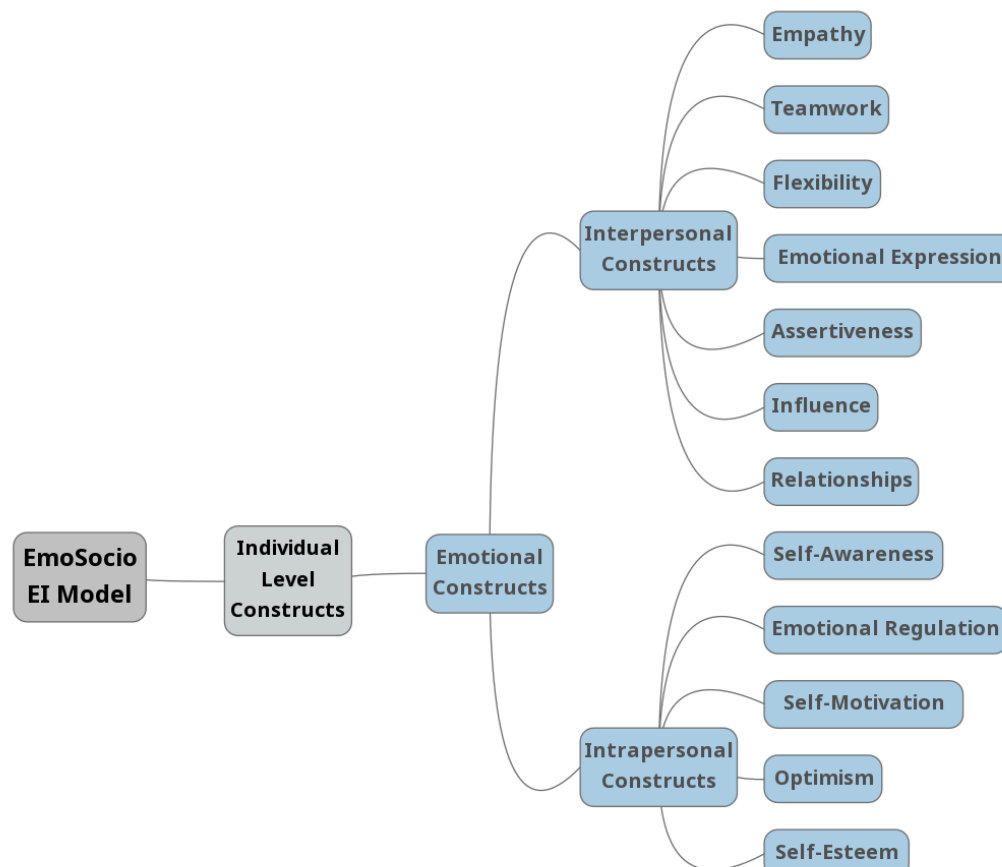 EmoSocio
EI Model
Individual
Level
Constructs
Emotional
Constructs
Interpersonal
Constructs
Empathy
Teamwork
Flexibility
Emotional Expression
Assertiveness
Influence
Relationships
Intrapersonal
Constructs
Self-Awareness
Emotional Regulation
Self-Motivation
Optimism
Self-Esteem